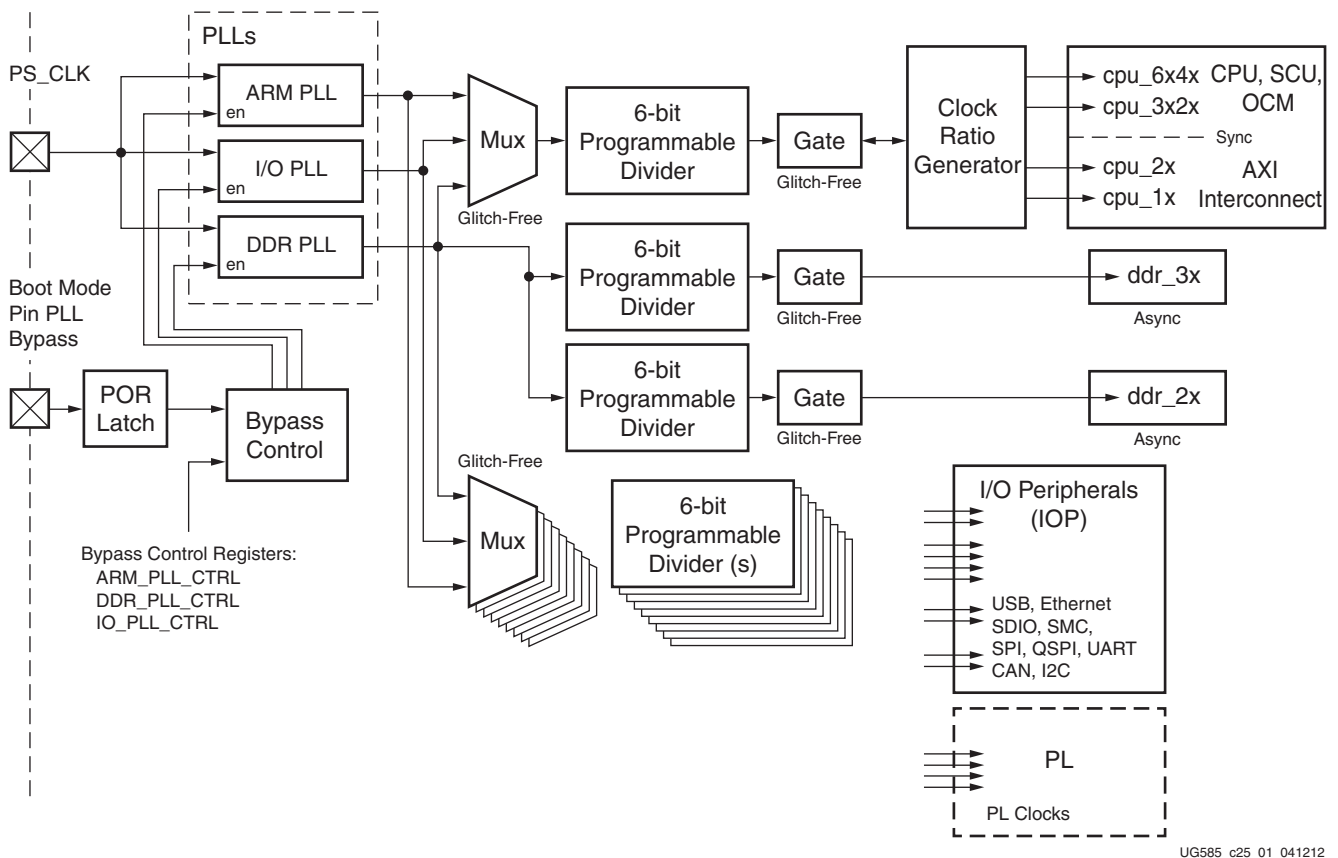 PS_CLK
PLLs
ARM PLL
en
I/O PLL
en
DDR PLL
en
Mux
Glitch-Free
6-bit
Programmable
Divider
Gate
Glitch-Free
Clock
Ratio
Generator
cpu_6x4x
cpu_3x2x
CPU, SCU,
OCM
Sync
cpu_2x
cpu_1x
AXI
Interconnect
6-bit
Programmable
Divider
Gate
Glitch-Free
ddr_3x
Async
6-bit
Programmable
Divider
Gate
Glitch-Free
ddr_2x
Async
Boot Mode
Pin PLL
Bypass
POR
Latch
Bypass
Control
Bypass Control Registers:
ARM_PLL_CTRL
DDR_PLL_CTRL
IO_PLL_CTRL
Glitch-Free
Mux
6-bit
Programmable
Divider (s)
I/O Peripherals
(IOP)
USB, Ethernet
SDIO, SMC,
SPI, QSPI, UART
CAN, I2C
PL
PL Clocks
UG585_c25_01_041212